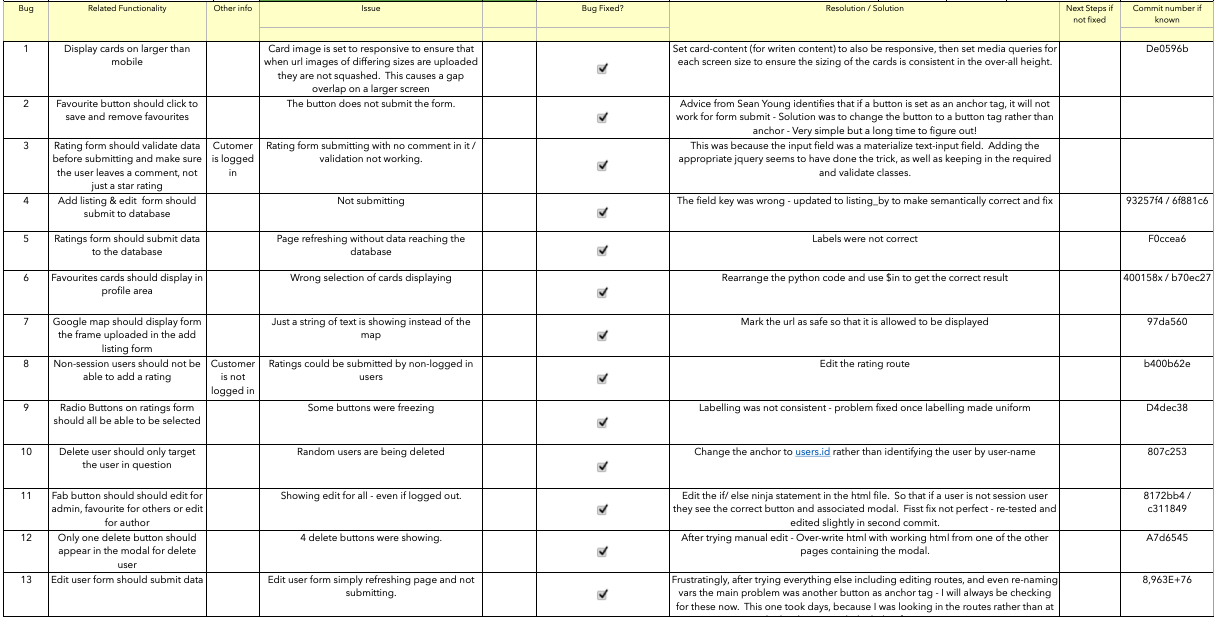 Bug
Related Functionality
Other info
Issue
Bug Fixed?
Resolution / Solution
Next Steps if
not fixed
Commit number if
known
1
Display cards on larger than
mobile
Card image is set to responsive to ensure that
when url images of differing sizes are uploaded
they are not squashed.  This causes a gap
overlap on a larger screen
Set card-content (for writen content) to also be responsive, then set media queries for
each screen size to ensure the sizing of the cards is consistent in the over-all height.
De0596b
2
Favourite button should click to
save and remove favourites
The button does not submit the form.
Advice from Sean Young identifies that if a button is set as an anchor tag, it will not
work for form submit - Solution was to change the button to a button tag rather than
anchor - Very simple but a long time to figure out!
3
Rating form should validate data
before submitting and make sure
the user leaves a comment, not
just a star rating
Cutomer
is logged
in
Rating form submitting with no comment in it /
validation not working.
This was because the input field was a materialize text-input field.  Adding the
appropriate jquery seems to have done the trick, as well as keeping in the required
and validate classes.
4
Add listing & edit  form should
submit to database
Not submitting
The field key was wrong - updated to listing_by to make semantically correct and fix
93257f4 / 6f881c6
5
Ratings form should submit data
to the database
Page refreshing without data reaching the
database
Labels were not correct
F0ccea6
6
Favourites cards should display in
profile area
Wrong selection of cards displaying
Rearrange the python code and use $in to get the correct result
400158x / b70ec27
7
Google map should display form
the frame uploaded in the add
listing form
Just a string of text is showing instead of the
map
Mark the url as safe so that it is allowed to be displayed
97da560
8
Non-session users should not be
able to add a rating
Customer
is not
logged in
Ratings could be submitted by non-logged in
users
Edit the rating route
b400b62e
9
Radio Buttons on ratings form
should all be able to be selected
Some buttons were freezing
Labelling was not consistent - problem fixed once labelling made uniform
D4dec38
10
Delete user should only target
the user in question
Random users are being deleted
Change the anchor to users.id rather than identifying the user by user-name
807c253
11
Fab button should should edit for
admin, favourite for others or edit
for author
Showing edit for all - even if logged out.
Edit the if/ else ninja statement in the html file.  So that if a user is not session user
they see the correct button and associated modal.  Fisst fix not perfect - re-tested and
edited slightly in second commit.
8172bb4 /
c311849
12
Only one delete button should
appear in the modal for delete
user
4 delete buttons were showing.
After trying manual edit - Over-write html with working html from one of the other
pages containing the modal.
A7d6545
13
Edit user form should submit data
Edit user form simply refreshing page and not
submitting.
Frustratingly, after trying everything else including editing routes, and even re-naming
vars the main problem was another button as anchor tag - I will always be checking
for these now.  This one took days, because I was looking in the routes rather than at
8,963E+76